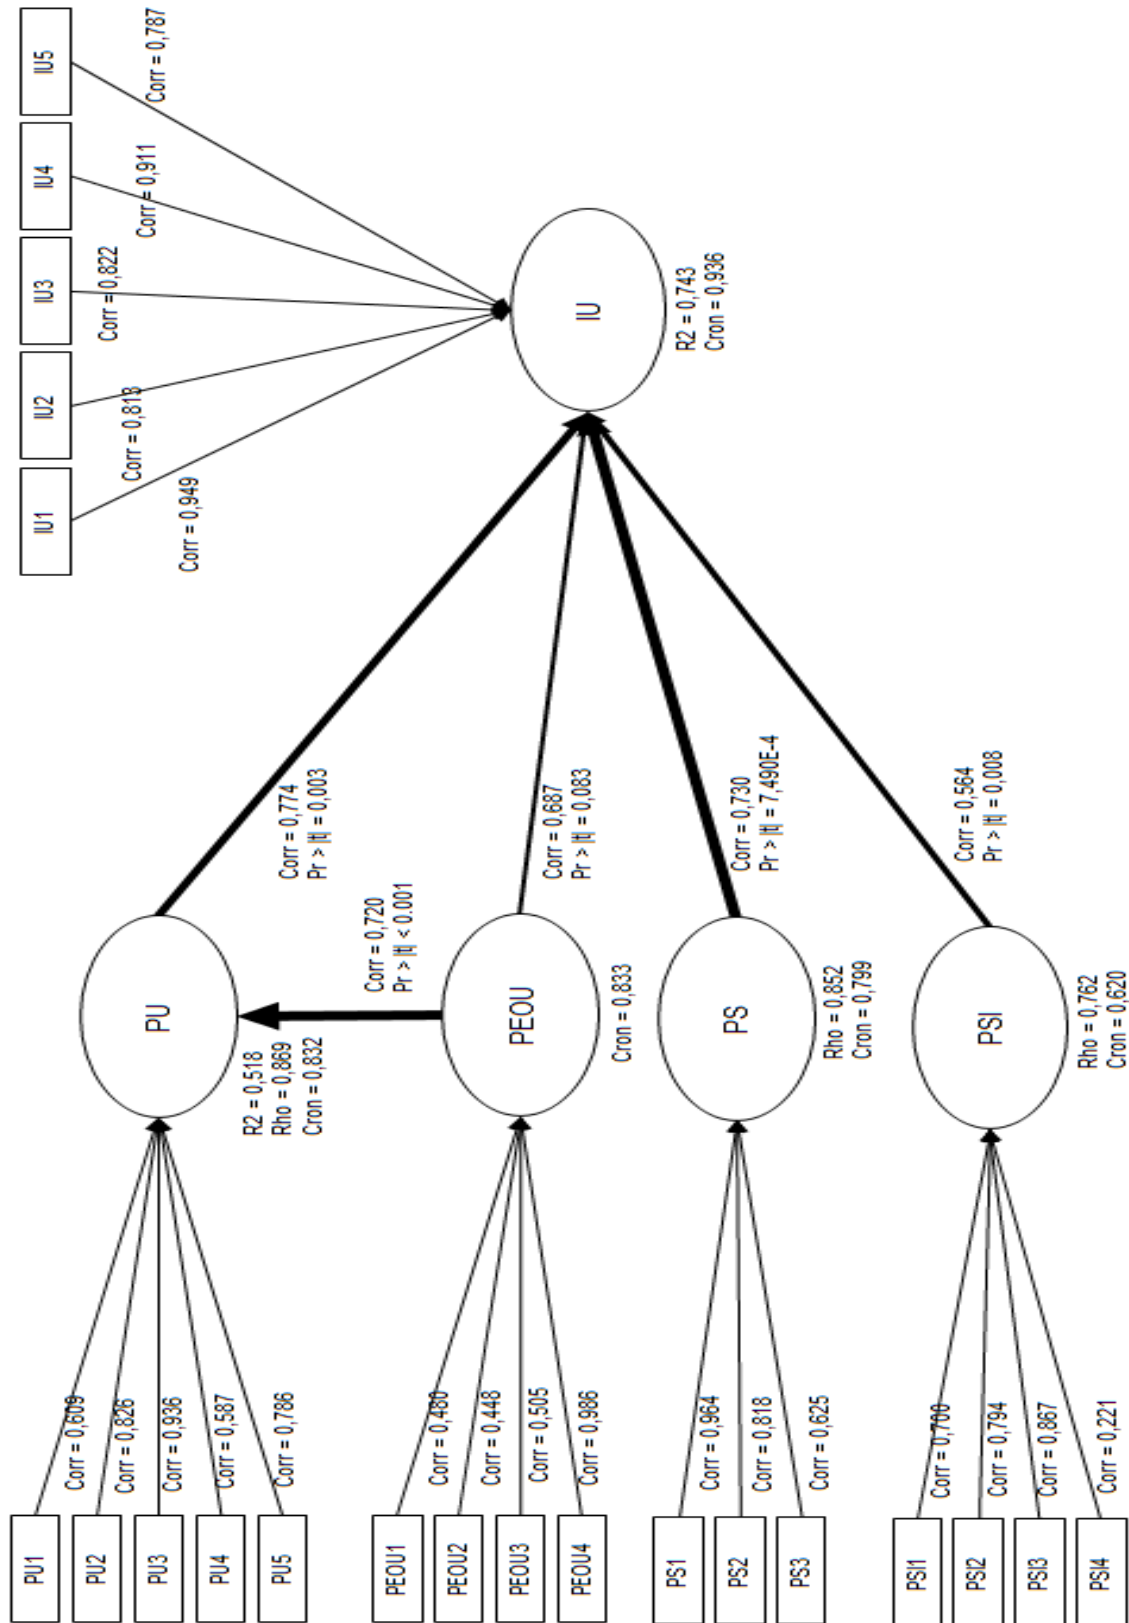 PU1
PU2
PU3
PU4
PU5
Corr = 0,609
Corr = 0,826
Corr = 0,936
Corr = 0,587
Corr = 0,786
PU
R2 = 0,518
Rho = 0,869
Cron = 0,832
Corr = 0,774
Pr > |t| = 0,003
PEOU1
PEOU2
PEOU3
PEOU4
Corr = 0,480
Corr = 0,448
Corr = 0,505
Corr = 0,986
PEOU
Cron = 0,833
Corr = 0,720
Pr > |t| < 0.001
Corr = 0,687
Pr > |t| = 0,083
PS1
PS2
PS3
Corr = 0,964
Corr = 0,818
Corr = 0,625
PS
Rho = 0,852
Cron = 0,799
Corr = 0,730
Pr > |t| = 7,490E-4
PSI1
PSI2
PSI3
PSI4
Corr = 0,700
Corr = 0,794
Corr = 0,867
Corr = 0,221
PSI
Rho = 0,762
Cron = 0,620
Corr = 0,564
Pr > |t| = 0,008
IU1
IU2
IU3
IU4
IU5
Corr = 0,949
Corr = 0,813
Corr = 0,822
Corr = 0,911
Corr = 0,787
IU
R2 = 0,743
Cron = 0,936